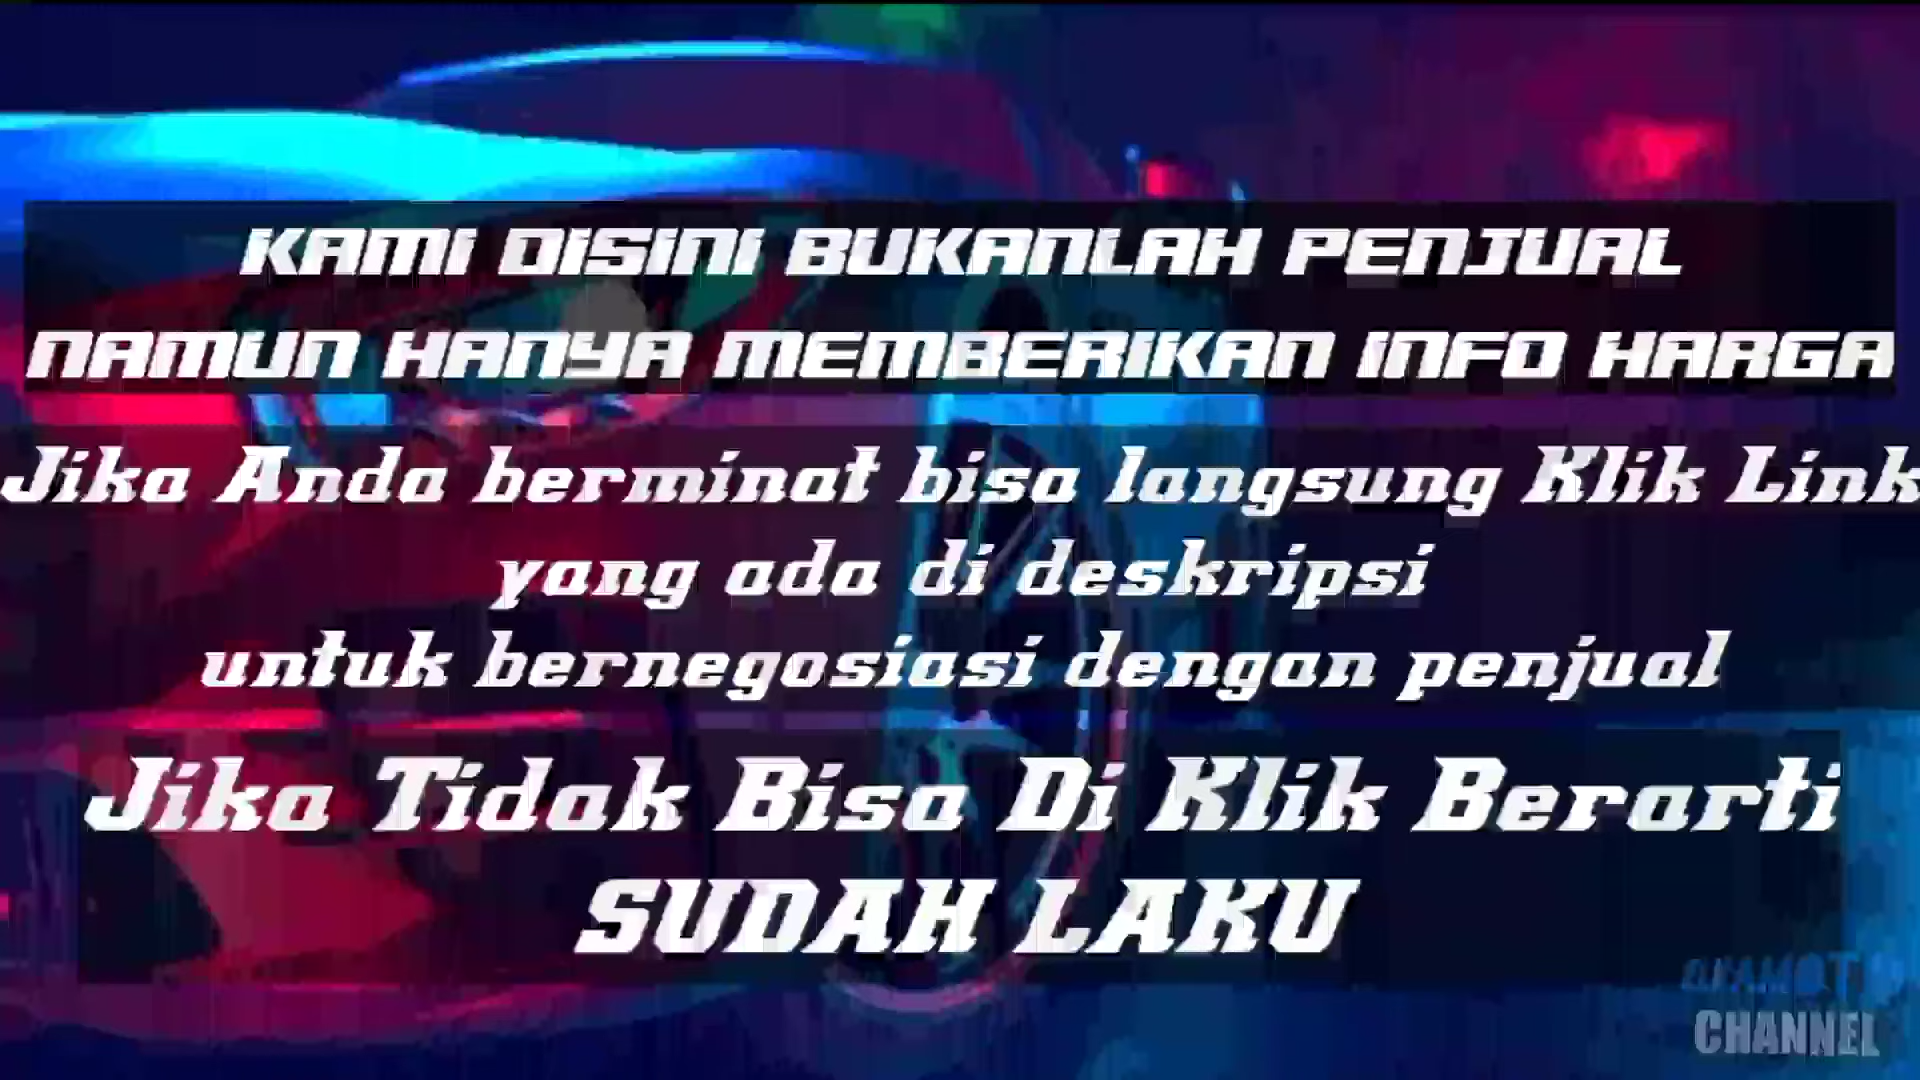 KAMI DISINI BUKANLAH PENJUAL
NAMUN HANYA MEMBERIKAN INFO HARGA
Jika Anda berminat bisa langsung Klik Link
yang ada di deskripsi
untuk bernegosiasi dengan penjual
Jika Tidak Bisa Di Klik Berarti
SUDAH LAKU
CHANNEL